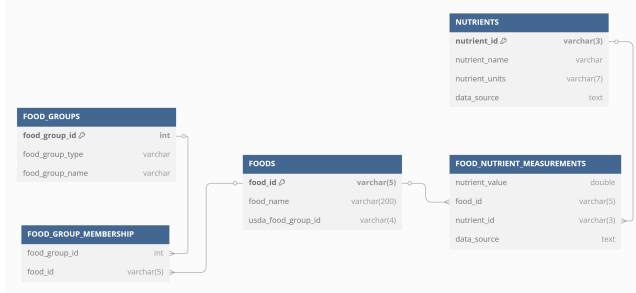 NUTRIENTS
nutrient_id varchar(3)
nutrient_name varchar
nutrient_units varchar(7)
data_source text
FOOD_GROUPS
food_group_id int
food_group_type varchar
food_group_name varchar
FOODS
food_id varchar(5)
food_name varchar(200)
usda_food_group_id varchar(4)
FOOD_NUTRIENT_MEASUREMENTS
nutrient_value double
food_id varchar(5)
nutrient_id varchar(3)
data_source text
FOOD_GROUP_MEMBERSHIP
food_group_id int
food_id varchar(5)